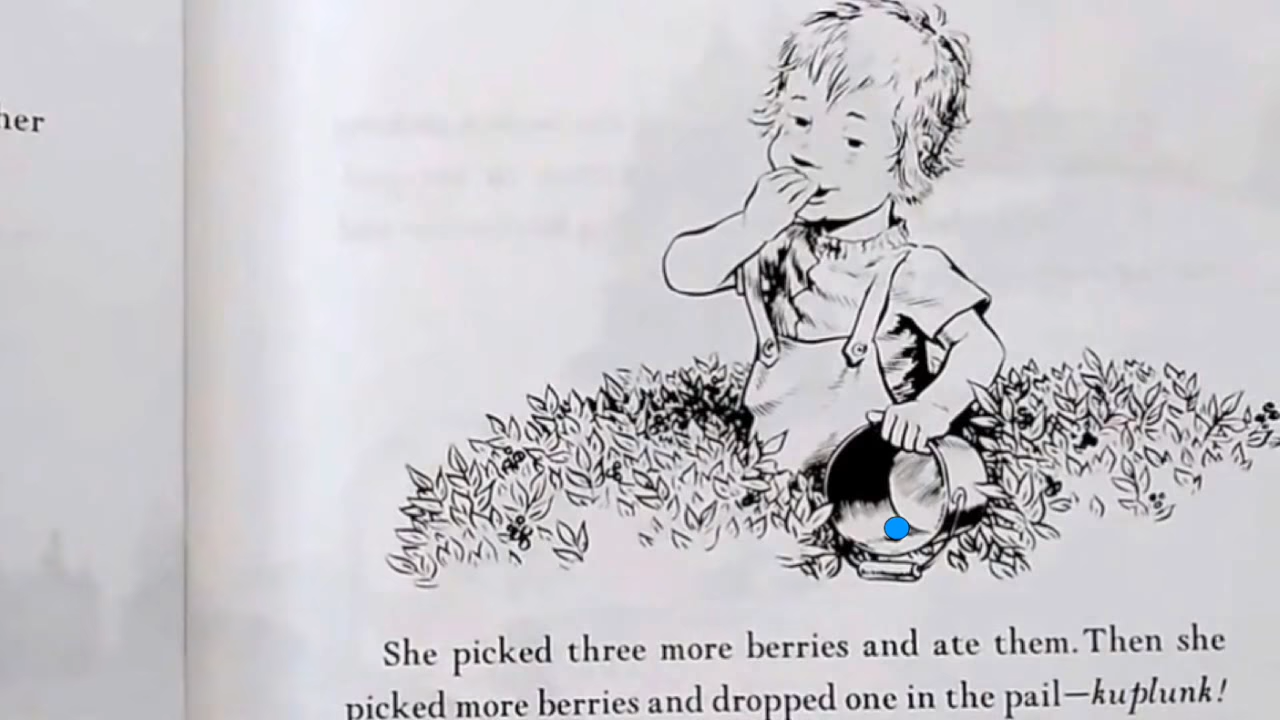 her
She picked three more berries and ate them. Then she
picked more berries and dropped one in the pail—kuplunk!